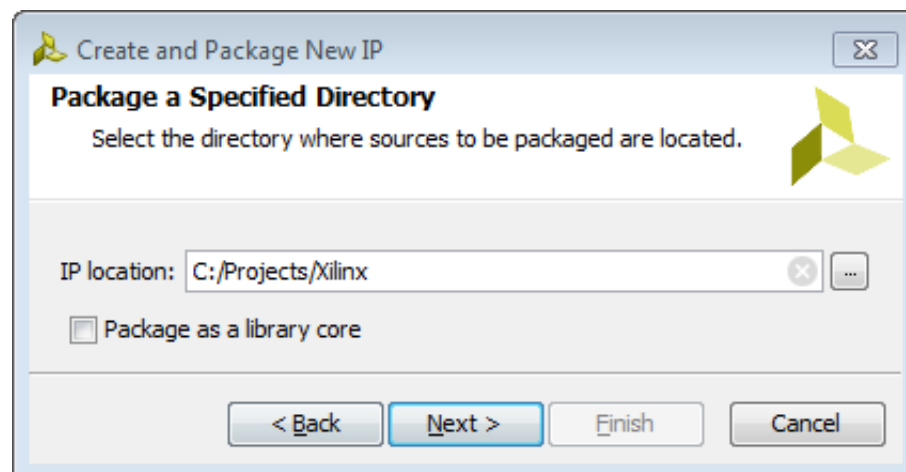 Create and Package New IP
Package a Specified Directory
Select the directory where sources to be packaged are located.
IP location: C:/Projects/Xilinx ...
Package as a library core
< Back Next > Finish Cancel